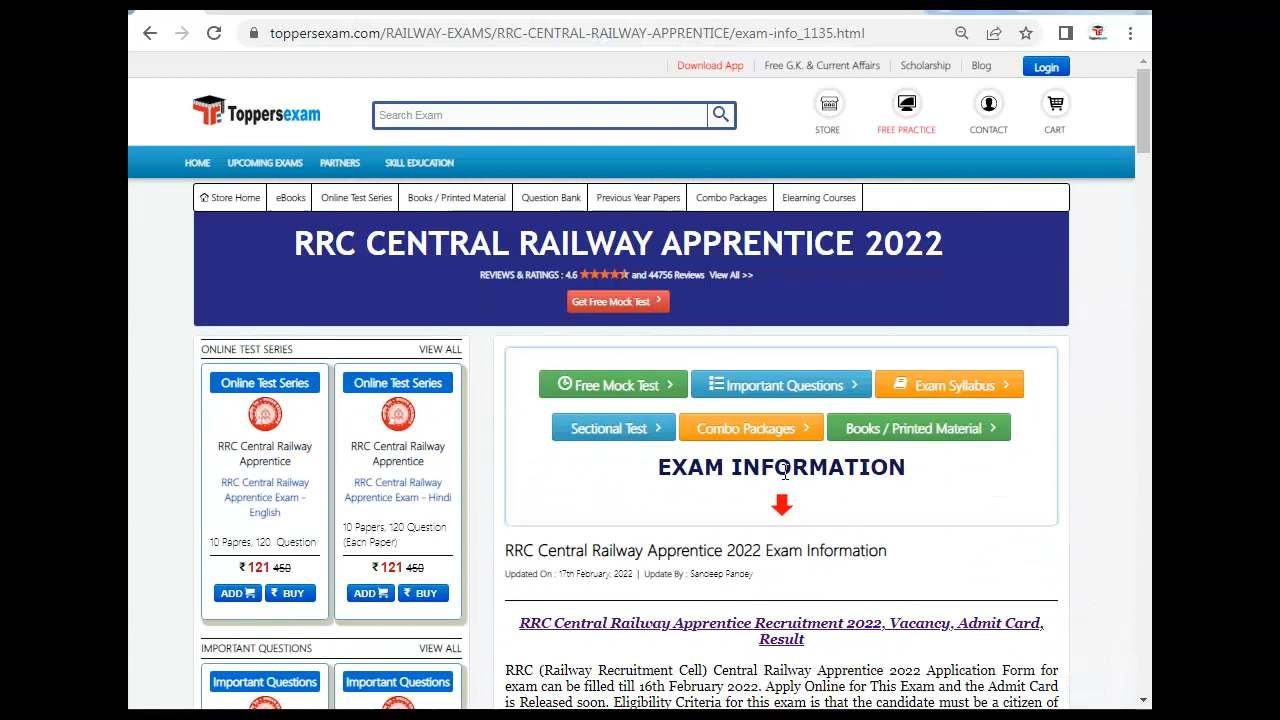 toppersexam.com/RAILWAY-EXAMS/RRC-CENTRAL-RAILWAY-APPRENTICE/exam-info_1135.html
Download App
Free G.K. & Current Affairs
Scholarship
Blog
Login
Toppersexam
Search Exam
STORE
FREE PRACTICE
CONTACT
CART
HOME
UPCOMING EXAMS
PARTNERS
SKILL EDUCATION
Store Home
eBooks
Online Test Series
Books / Printed Material
Question Bank
Previous Year Papers
Combo Packages
Elearning Courses
RRC CENTRAL RAILWAY APPRENTICE 2022
REVIEWS & RATINGS : 4.6 and 44756 Reviews View All >>
Get Free Mock Test
ONLINE TEST SERIES
VIEW ALL
Online Test Series
RRC Central Railway
Apprentice
RRC Central Railway
Apprentice Exam -
English
10 Papres, 120 Question
₹ 121 450
ADD
₹ BUY
Online Test Series
RRC Central Railway
Apprentice
RRC Central Railway
Apprentice Exam - Hindi
10 Papers, 120 Question
(Each Paper)
₹ 121 450
ADD
₹ BUY
IMPORTANT QUESTIONS
VIEW ALL
Important Questions
Important Questions
Free Mock Test
Important Questions
Exam Syllabus
Sectional Test
Combo Packages
Books / Printed Material
EXAM INFORMATION
RRC Central Railway Apprentice 2022 Exam Information
Updated On : 17th February, 2022 | Update By : Sandeep Pandey
RRC Central Railway Apprentice Recruitment 2022, Vacancy, Admit Card,
Result
RRC (Railway Recruitment Cell) Central Railway Apprentice 2022 Application Form for
exam can be filled till 16th February 2022. Apply Online for This Exam and the Admit Card
is Released soon. Eligibility Criteria for this exam is that the candidate must be a citizen of